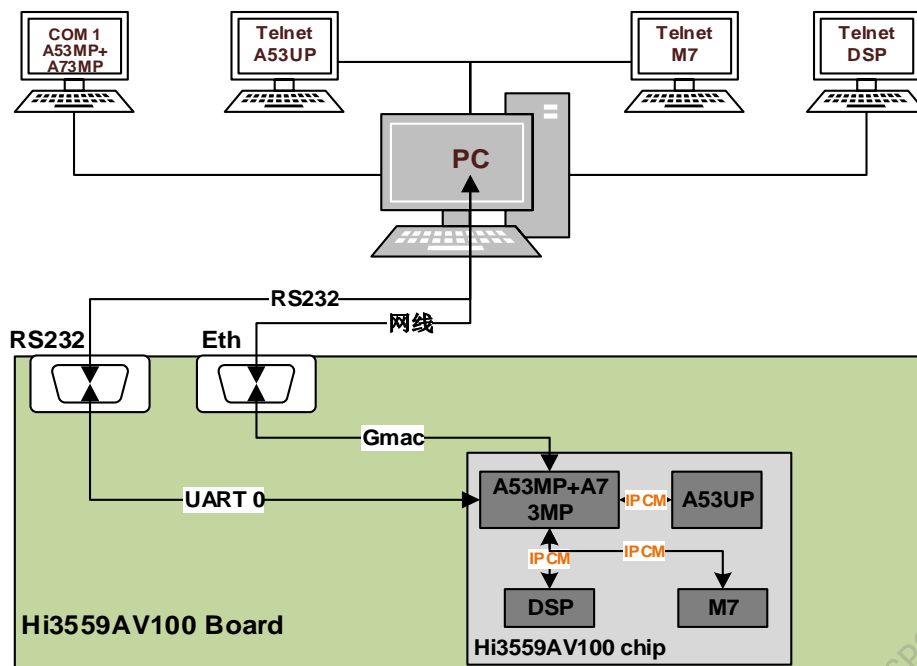 COM 1
A53MP+
A73MP
Telnet
A53UP
Telnet
M7
Telnet
DSP
PC
RS232
网线
RS232
Eth
Gmac
UART 0
A53MP+A7
3MP
IPCM
A53UP
IPCM
IPCM
DSP
M7
Hi3559AV100 Board
Hi3559AV100 chip